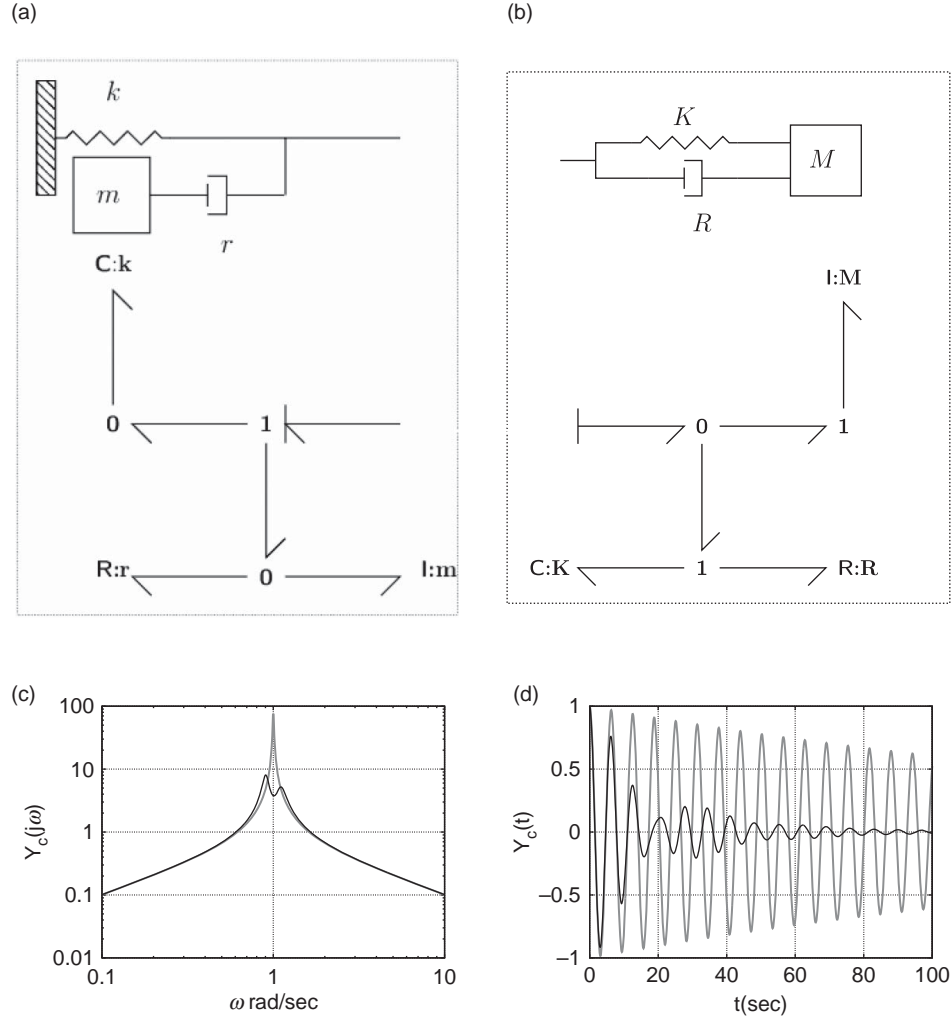 (a)
k
m
r
C:k
0
1
R:r
0
I:m
(b)
K
M
R
I:M
0
1
C:K
1
R:R
(c)
100
10
1
0.1
0.01
Y_c(jω)
0.1
1
10
ω rad/sec
(d)
1
0.5
0
−0.5
−1
Y_c(t)
0
20
40
60
80
100
t(sec)